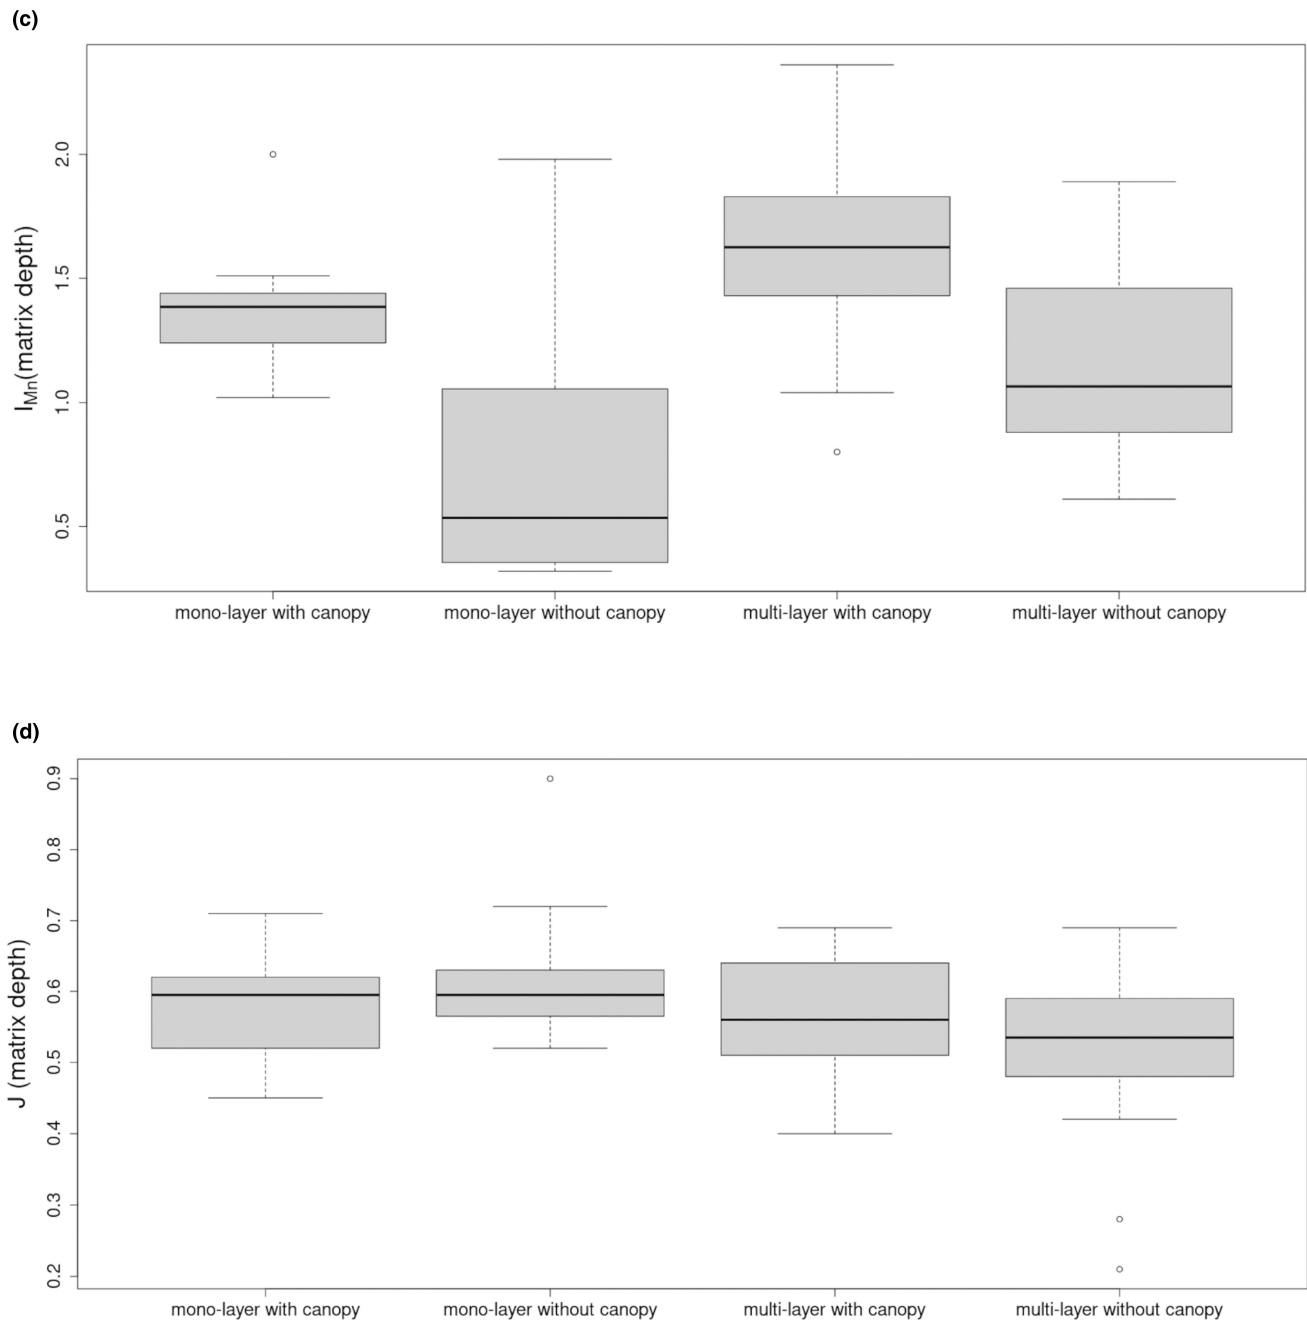 (c)
I_Mn(matrix depth)
2.0
1.5
1.0
0.5
mono-layer with canopy
mono-layer without canopy
multi-layer with canopy
multi-layer without canopy
(d)
J (matrix depth)
0.9
0.8
0.7
0.6
0.5
0.4
0.3
0.2
mono-layer with canopy
mono-layer without canopy
multi-layer with canopy
multi-layer without canopy